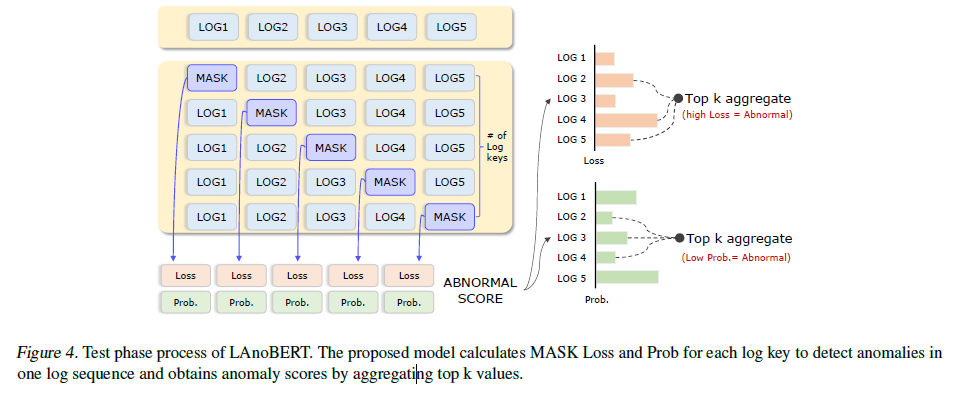 LOG1 LOG2 LOG3 LOG4 LOG5
MASK LOG2 LOG3 LOG4 LOG5
LOG1 MASK LOG3 LOG4 LOG5
LOG1 LOG2 MASK LOG4 LOG5
LOG1 LOG2 LOG3 MASK LOG5
LOG1 LOG2 LOG3 LOG4 MASK
# of
Log
keys
Loss Loss Loss Loss Loss
Prob. Prob. Prob. Prob. Prob.
ABNORMAL
SCORE
LOG 1
LOG 2
LOG 3
LOG 4
LOG 5
Loss
Top k aggregate
(high Loss = Abnormal)
LOG 1
LOG 2
LOG 3
LOG 4
LOG 5
Prob.
Top k aggregate
(Low Prob.= Abnormal)
Figure 4. Test phase process of LAnoBERT. The proposed model calculates MASK Loss and Prob for each log key to detect anomalies in
one log sequence and obtains anomaly scores by aggregating top k values.